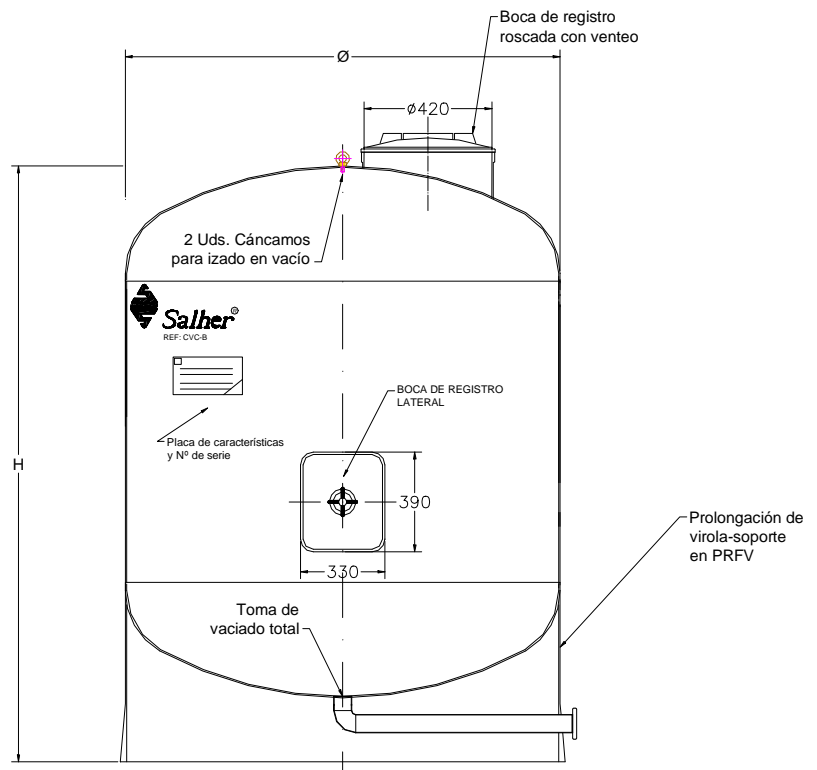 Boca de registro
roscada con venteo
Ø
Ø420
2 Uds. Cáncamos
para izado en vacío
Salher®
REF: CVC-B
BOCA DE REGISTRO
LATERAL
Placa de características
y Nº de serie
H
390
330
Prolongación de
virola-soporte
en PRFV
Toma de
vaciado total